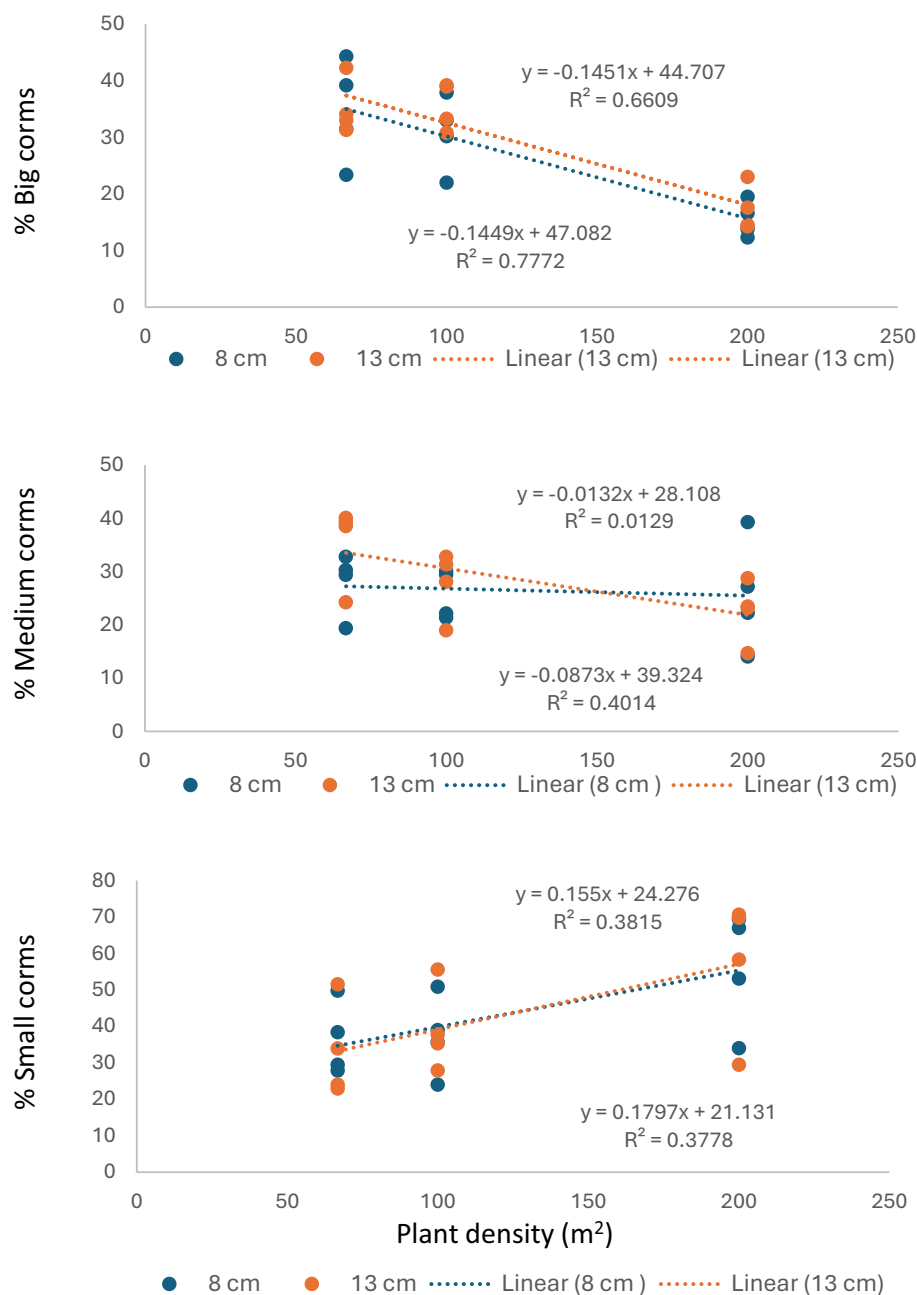 % Big corms
50
40
30
20
10
0
y = -0.1451x + 44.707
R² = 0.6609
y = -0.1449x + 47.082
R² = 0.7772
0 50 100 150 200 250
8 cm 13 cm Linear (13 cm) Linear (13 cm)
% Medium corms
50
40
30
20
10
0
y = -0.0132x + 28.108
R² = 0.0129
y = -0.0873x + 39.324
R² = 0.4014
0 50 100 150 200 250
8 cm 13 cm Linear (8 cm ) Linear (13 cm)
% Small corms
80
70
60
50
40
30
20
10
0
y = 0.155x + 24.276
R² = 0.3815
y = 0.1797x + 21.131
R² = 0.3778
0 50 100 150 200 250
Plant density (m²)
8 cm 13 cm Linear (8 cm ) Linear (13 cm)